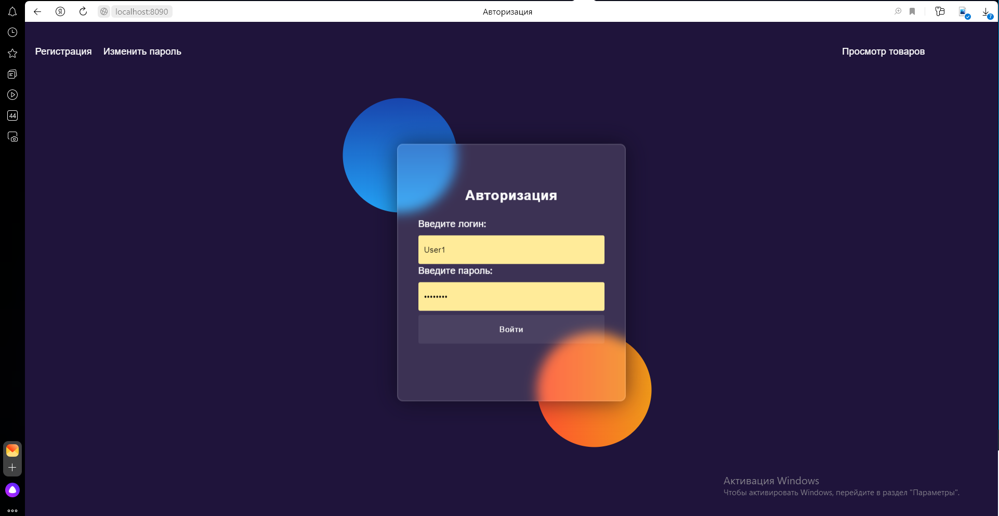 localhost:8090
Авторизация
7
Регистрация Изменить пароль Просмотр товаров
44
Авторизация
Введите логин:
User1
Введите пароль:
••••••••
Войти
Активация Windows
Чтобы активировать Windows, перейдите в раздел "Параметры".